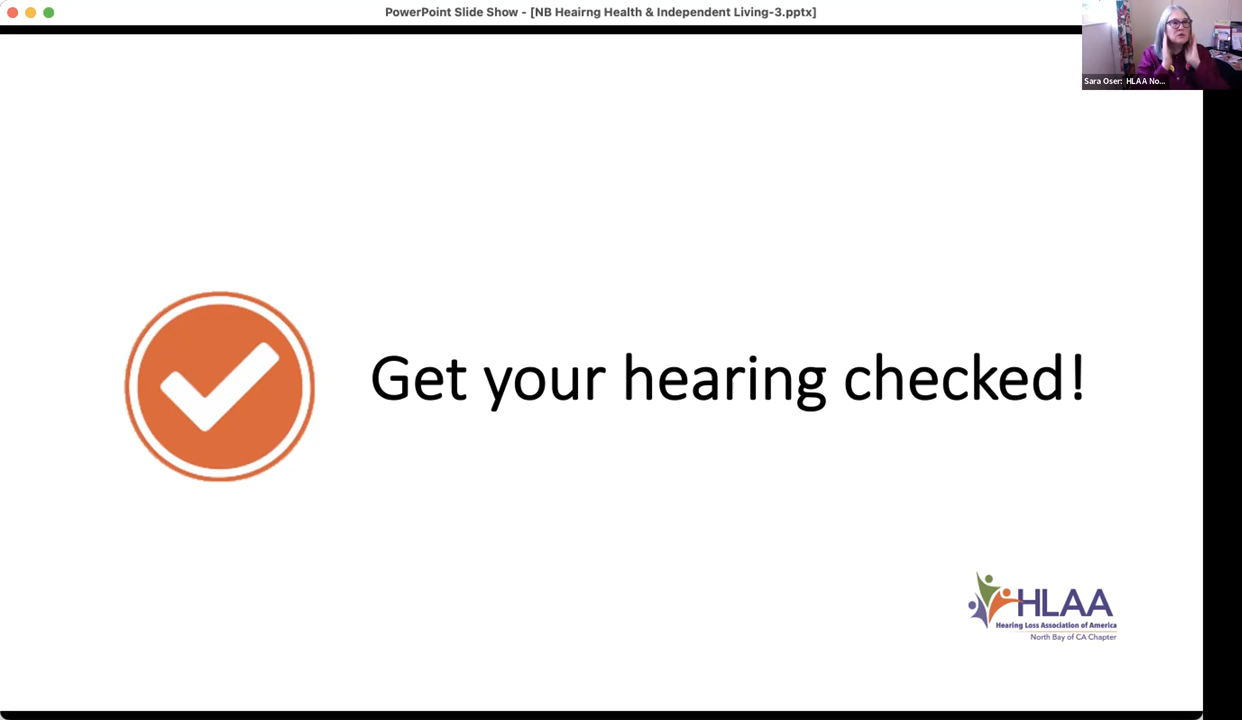 PowerPoint Slide Show - [NB Heairng Health & Independent Living-3.pptx]
Sara Oser: HLAA No...
Get your hearing checked!
HLAA
Hearing Loss Association of America
North Bay of CA Chapter